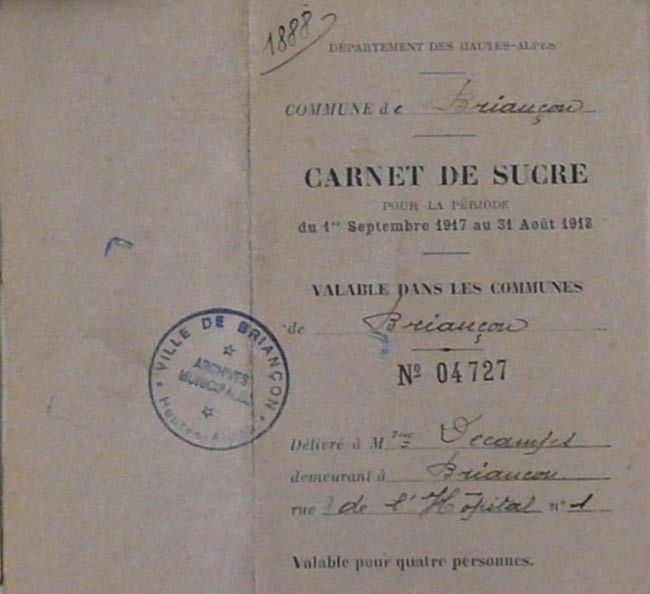 1888
DÉPARTEMENT DES HAUTES-ALPES
COMMUNE de Briançon
CARNET DE SUCRE
POUR LA PÉRIODE
du 1er Septembre 1917 au 31 Août 1918
VALABLE DANS LES COMMUNES
de Briançon
Nº 04727
VILLE DE BRIANÇON
ARCHIVES
MUNICIPALES
Hautes-Alpes
Délivré à M Decamps
demeurant à Briançon
rue de l'Hôpital nº 1
Valable pour quatre personnes.